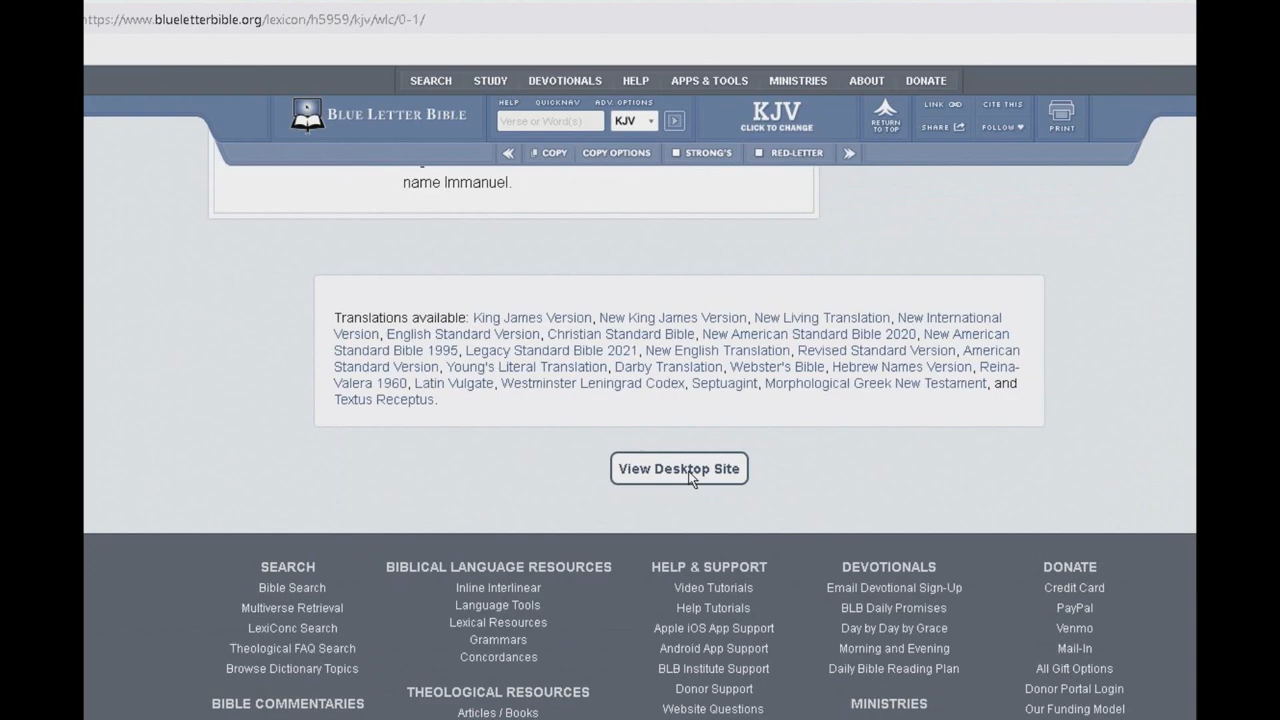 https://www.blueletterbible.org/lexicon/h5959/kjv/wlc/0-1/
SEARCH STUDY DEVOTIONALS HELP APPS & TOOLS MINISTRIES ABOUT DONATE
BLUE LETTER BIBLE
HELP QUICKNAV ADV. OPTIONS
Verse or Word(s) KJV
KJV
CLICK TO CHANGE
RETURN
TO TOP
LINK CITE THIS
SHARE FOLLOW
PRINT
COPY COPY OPTIONS STRONG'S RED-LETTER
name Immanuel.
Translations available: King James Version, New King James Version, New Living Translation, New International
Version, English Standard Version, Christian Standard Bible, New American Standard Bible 2020, New American
Standard Bible 1995, Legacy Standard Bible 2021, New English Translation, Revised Standard Version, American
Standard Version, Young's Literal Translation, Darby Translation, Webster's Bible, Hebrew Names Version, Reina-
Valera 1960, Latin Vulgate, Westminster Leningrad Codex, Septuagint, Morphological Greek New Testament, and
Textus Receptus.
View Desktop Site
SEARCH
Bible Search
Multiverse Retrieval
LexiConc Search
Theological FAQ Search
Browse Dictionary Topics
BIBLE COMMENTARIES
BIBLICAL LANGUAGE RESOURCES
Inline Interlinear
Language Tools
Lexical Resources
Grammars
Concordances
THEOLOGICAL RESOURCES
Articles / Books
HELP & SUPPORT
Video Tutorials
Help Tutorials
Apple iOS App Support
Android App Support
BLB Institute Support
Donor Support
Website Questions
DEVOTIONALS
Email Devotional Sign-Up
BLB Daily Promises
Day by Day by Grace
Morning and Evening
Daily Bible Reading Plan
MINISTRIES
DONATE
Credit Card
PayPal
Venmo
Mail-In
All Gift Options
Donor Portal Login
Our Funding Model